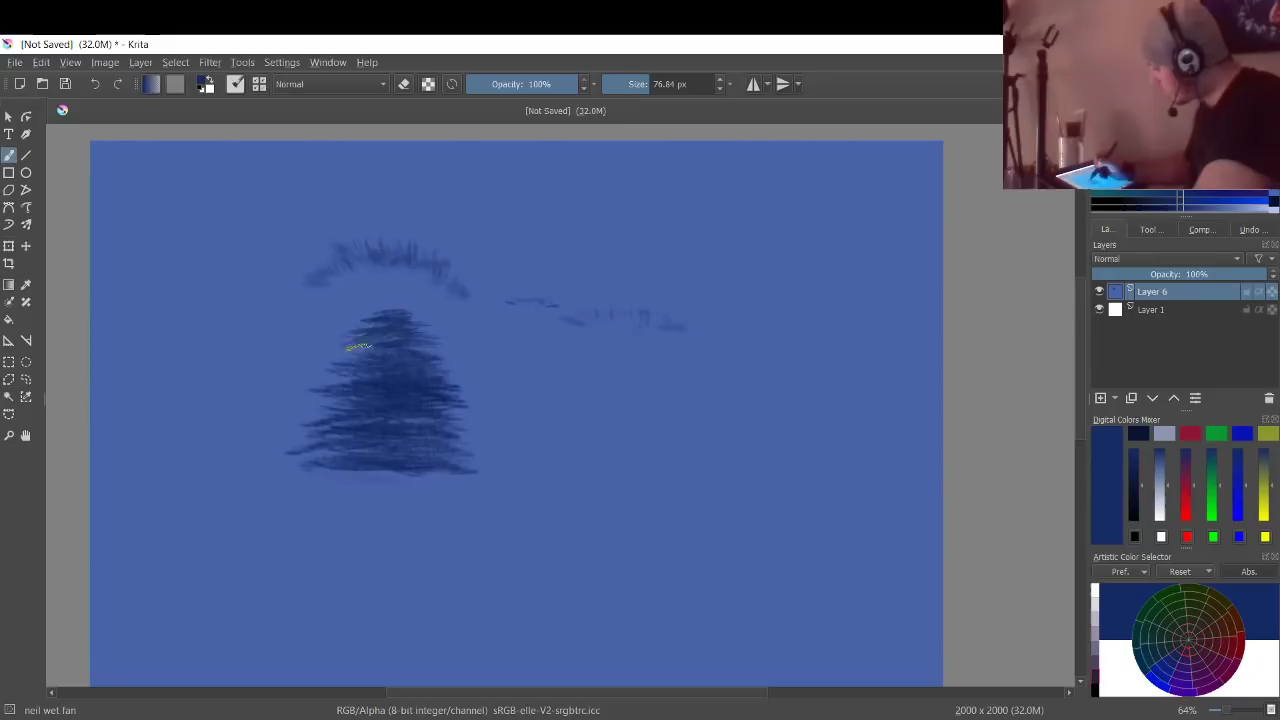 [Not Saved] (32.0M) * - Krita
File Edit View Image Layer Select Filter Tools Settings Window Help
Normal Opacity: 100% Size: 76.84 px
[Not Saved] (32.0M)
La... Tool ... Comp... Undo ...
Layers
Normal
Opacity: 100%
Layer 6
Layer 1
Digital Colors Mixer
Artistic Color Selector
Pref. Reset Abs.
neil wet fan RGB/Alpha (8-bit integer/channel) sRGB-elle-V2-srgbtrc.icc 2000 x 2000 (32.0M) 64%